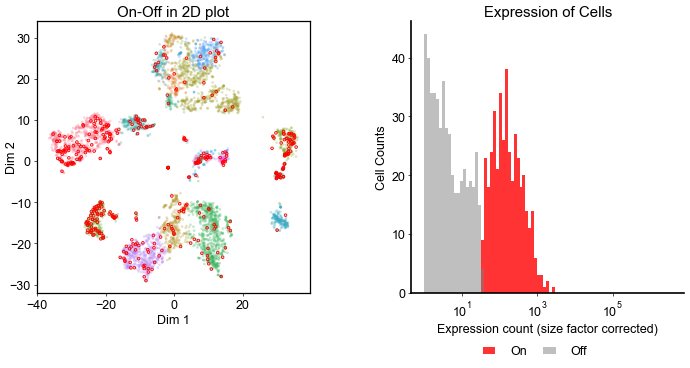 On-Off in 2D plot
30
20
10
0
−10
−20
−30
Dim 2
−40
−20
0
20
Dim 1
Expression of Cells
40
30
20
10
0
Cell Counts
10^1
10^3
10^5
Expression count (size factor corrected)
On
Off